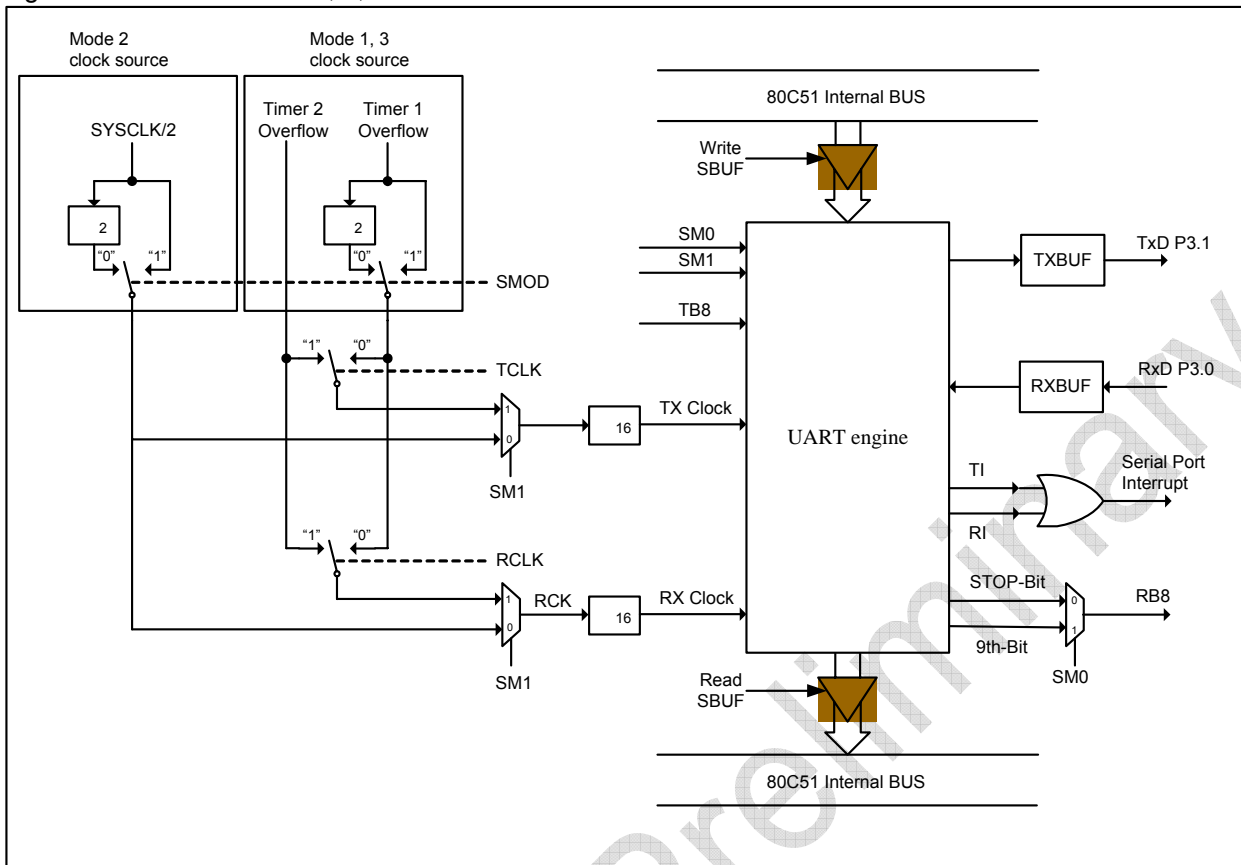 Mode 2
clock source
Mode 1, 3
clock source
SYSCLK/2
Timer 2
Overflow
Timer 1
Overflow
2
"0"
"1"
2
"0"
"1"
SMOD
"1"
"0"
TCLK
1
0
SM1
16
TX Clock
"1"
"0"
RCLK
1
0
SM1
RCK
16
RX Clock
80C51 Internal BUS
Write
SBUF
SM0
SM1
TB8
UART engine
TXBUF
TxD P3.1
RXBUF
RxD P3.0
TI
RI
Serial Port
Interrupt
STOP-Bit
9th-Bit
0
1
SM0
RB8
Read
SBUF
80C51 Internal BUS
Preliminary